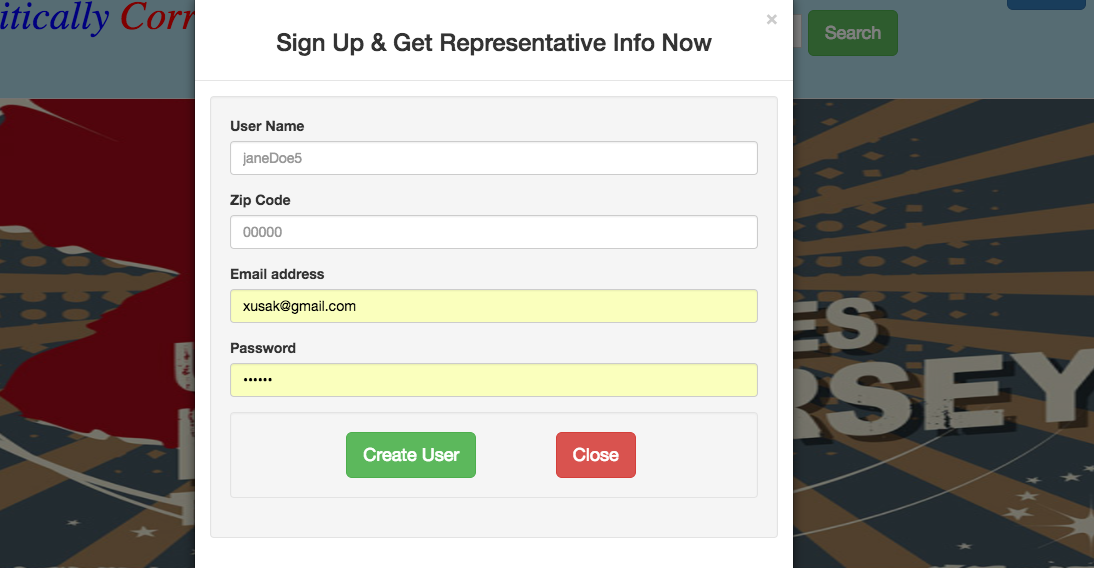 itically Corr
×
Sign Up & Get Representative Info Now
Search
User Name
janeDoe5
Zip Code
00000
Email address
xusak@gmail.com
Password
••••••
Create User
Close
ES
RSEY